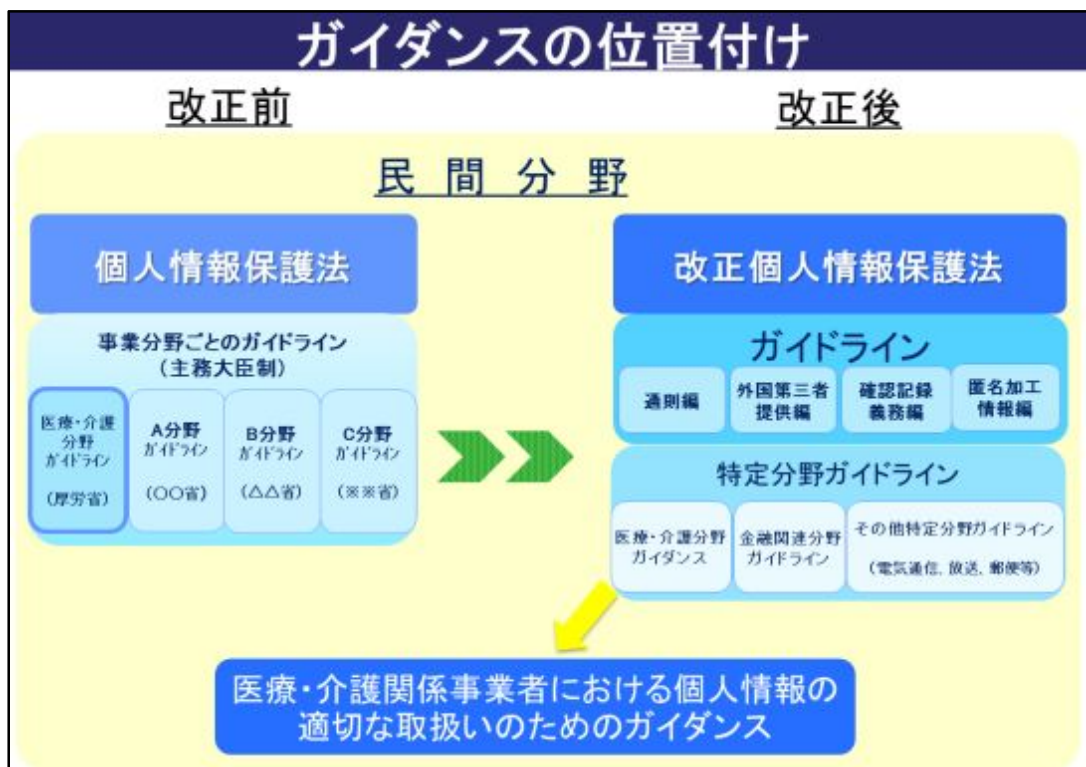 ガイダンスの位置付け
改正前
改正後
民間分野
個人情報保護法
事業分野ごとのガイドライン
(主務大臣制)
医療・介護
分野
ガイドライン
(厚労省)
A分野
ガイドライン
(○○省)
B分野
ガイドライン
(△△省)
C分野
ガイドライン
(※※省)
改正個人情報保護法
ガイドライン
通則編
外国第三者
提供編
確認記録
義務編
匿名加工
情報編
特定分野ガイドライン
医療・介護分野
ガイダンス
金融関連分野
ガイドライン
その他特定分野ガイドライン
(電気通信、放送、郵便等)
医療・介護関係事業者における個人情報の
適切な取扱いのためのガイダンス